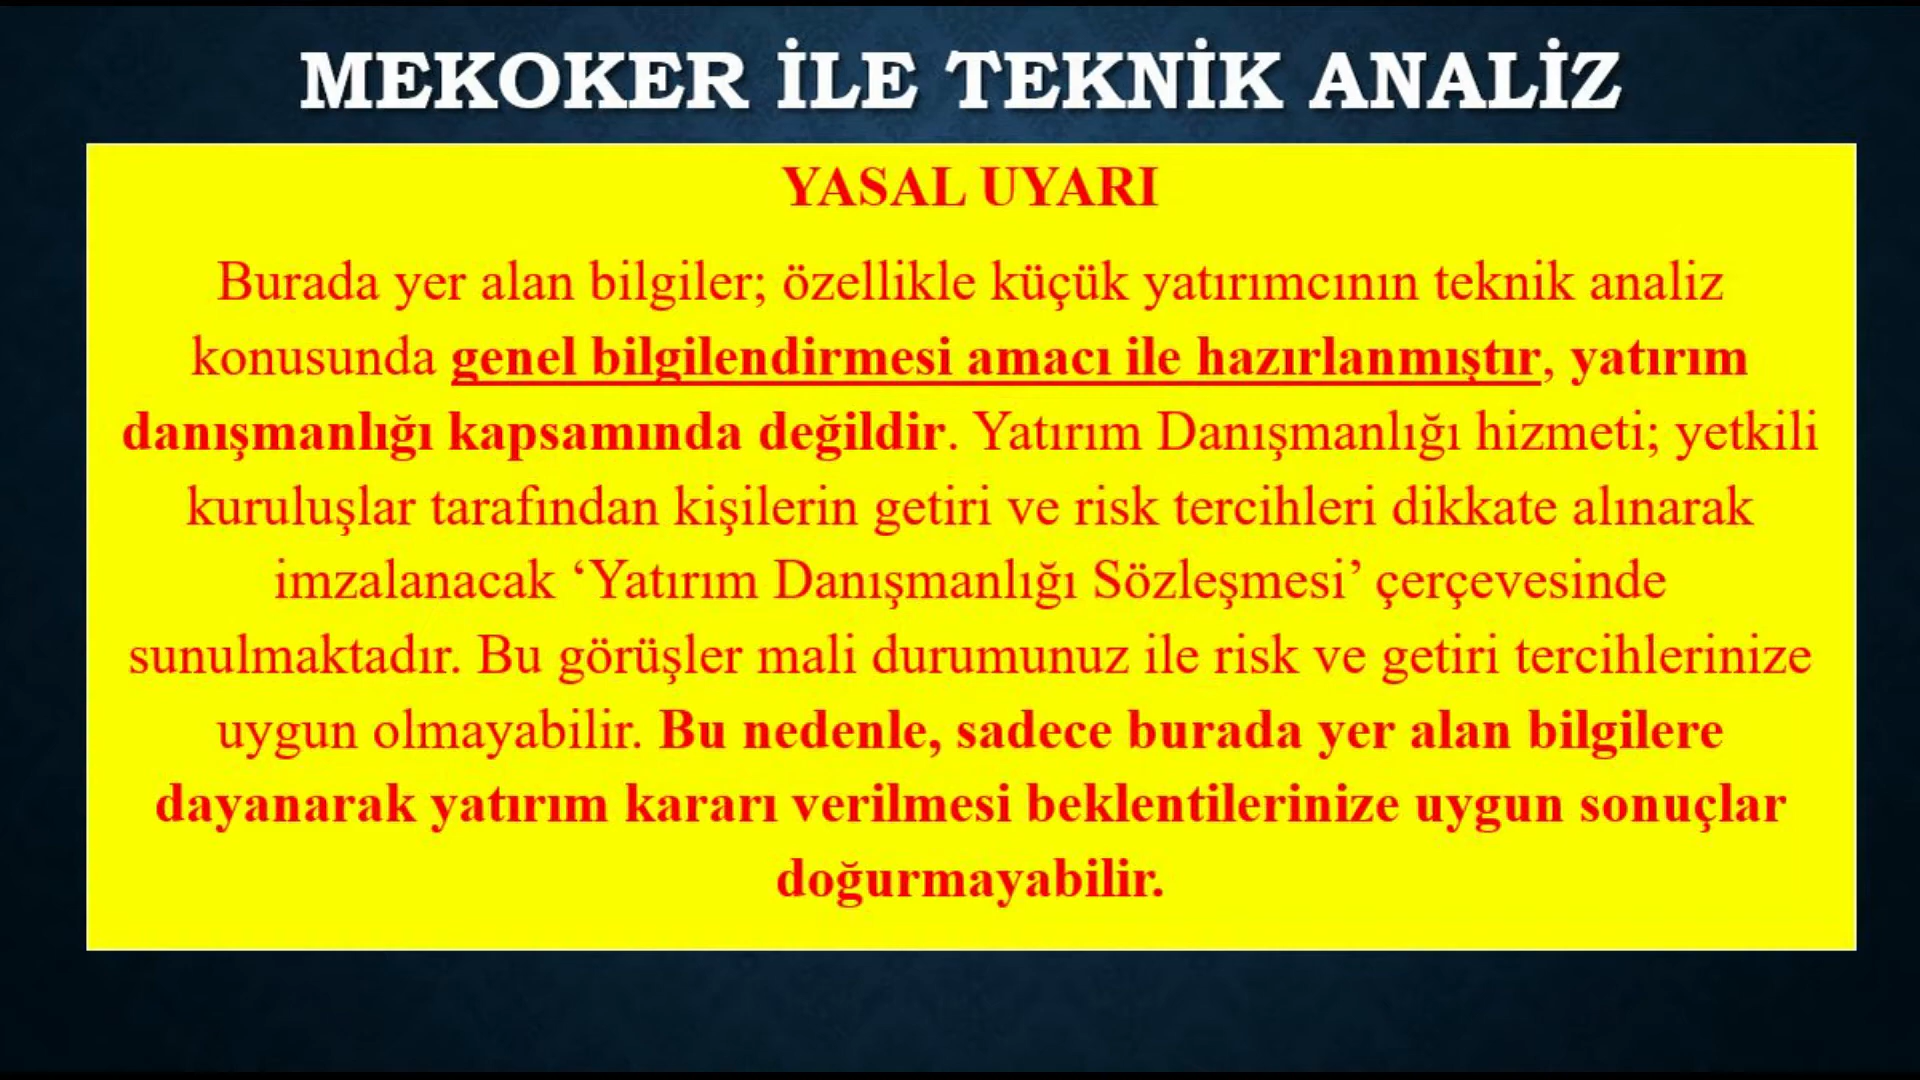 MEKOKER İLE TEKNİK ANALİZ
YASAL UYARI
Burada yer alan bilgiler; özellikle küçük yatırımcının teknik analiz
konusunda genel bilgilendirmesi amacı ile hazırlanmıştır, yatırım
danışmanlığı kapsamında değildir. Yatırım Danışmanlığı hizmeti; yetkili
kuruluşlar tarafından kişilerin getiri ve risk tercihleri dikkate alınarak
imzalanacak ‘Yatırım Danışmanlığı Sözleşmesi’ çerçevesinde
sunulmaktadır. Bu görüşler mali durumunuz ile risk ve getiri tercihlerinize
uygun olmayabilir. Bu nedenle, sadece burada yer alan bilgilere
dayanarak yatırım kararı verilmesi beklentilerinize uygun sonuçlar
doğurmayabilir.